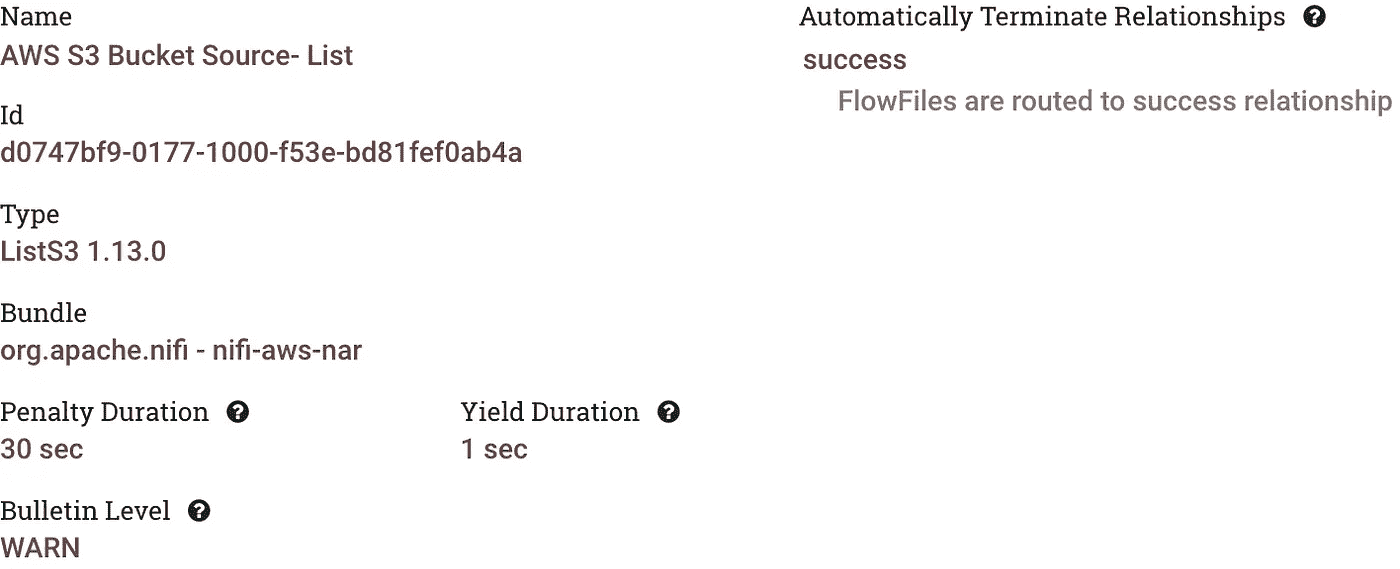 Name
AWS S3 Bucket Source- List
Id
d0747bf9-0177-1000-f53e-bd81fef0ab4a
Type
ListS3 1.13.0
Bundle
org.apache.nifi - nifi-aws-nar
Penalty Duration
30 sec
Yield Duration
1 sec
Bulletin Level
WARN
Automatically Terminate Relationships
success
FlowFiles are routed to success relationship